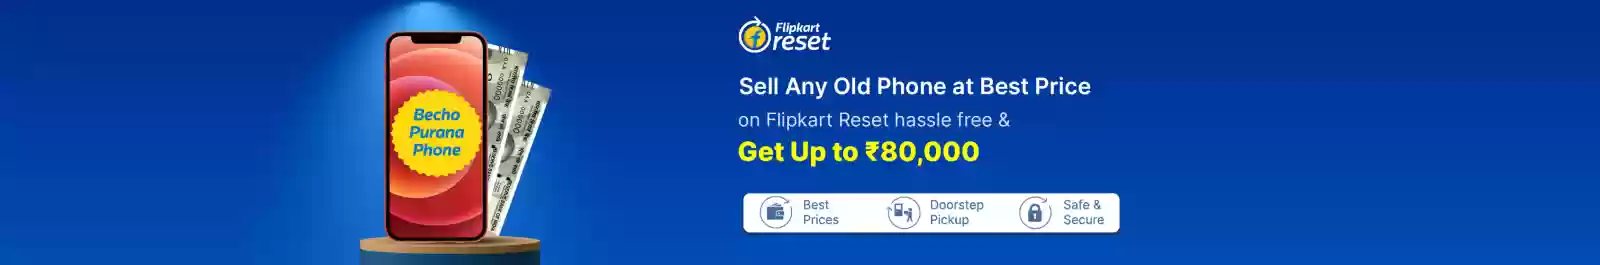 Becho
Purana
Phone
Flipkart
reset
Sell Any Old Phone at Best Price
on Flipkart Reset hassle free &
Get Up to ₹80,000
Best
Prices
Doorstep
Pickup
Safe &
Secure